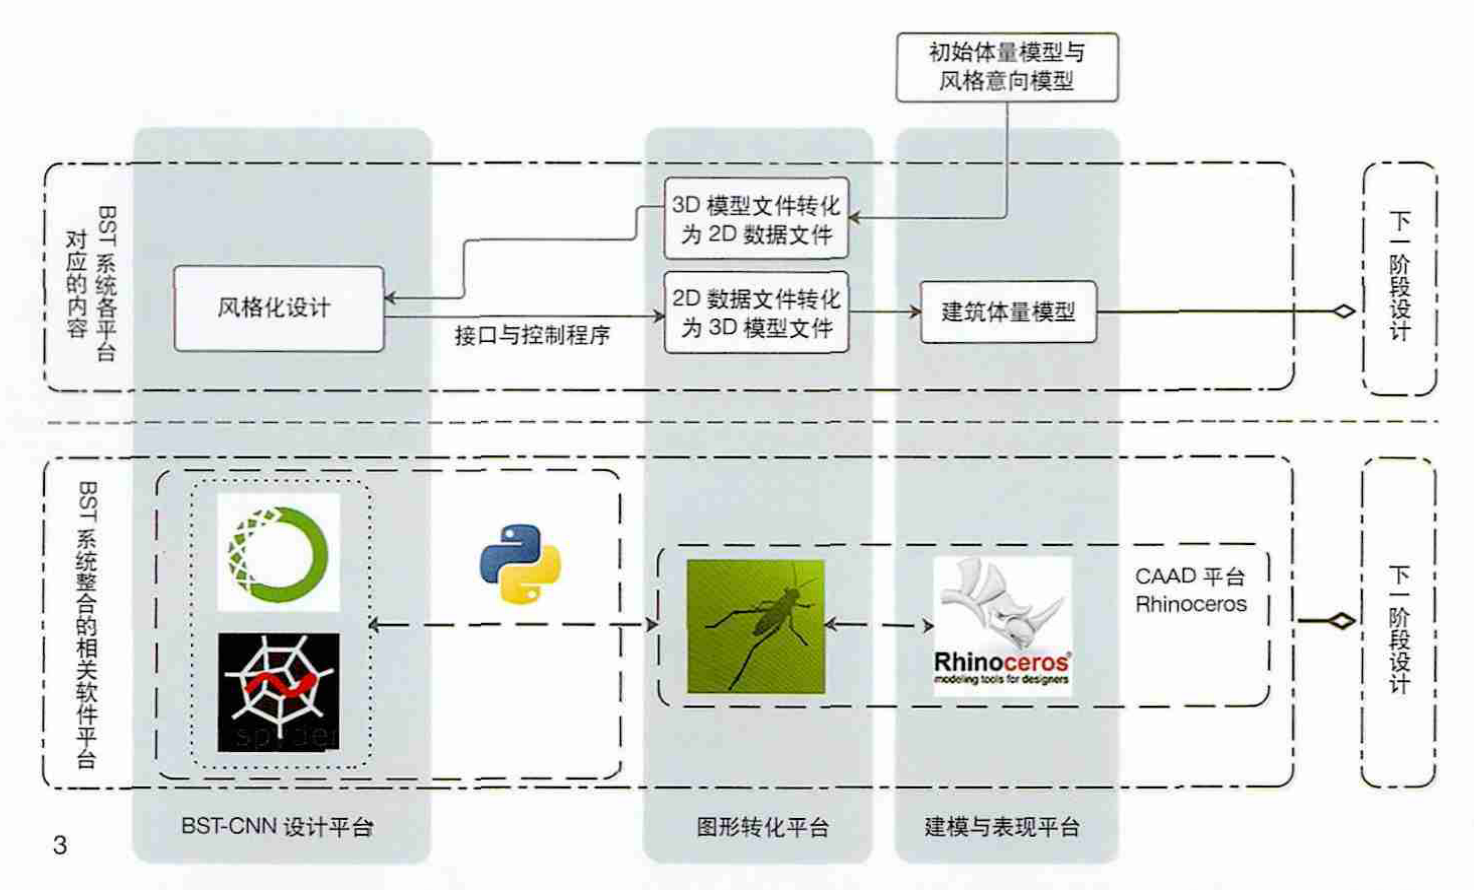 初始体量模型与
风格意向模型
BST 系统各平台
对应的内容
3D 模型文件转化
为 2D 数据文件
风格化设计
接口与控制程序
2D 数据文件转化
为 3D 模型文件
建筑体量模型
下一阶段设计
BST 系统整合的相关软件平台
spyder
Rhinoceros®
modeling tools for designers
CAAD 平台
Rhinoceros
下一阶段设计
BST-CNN 设计平台
图形转化平台
建模与表现平台
3